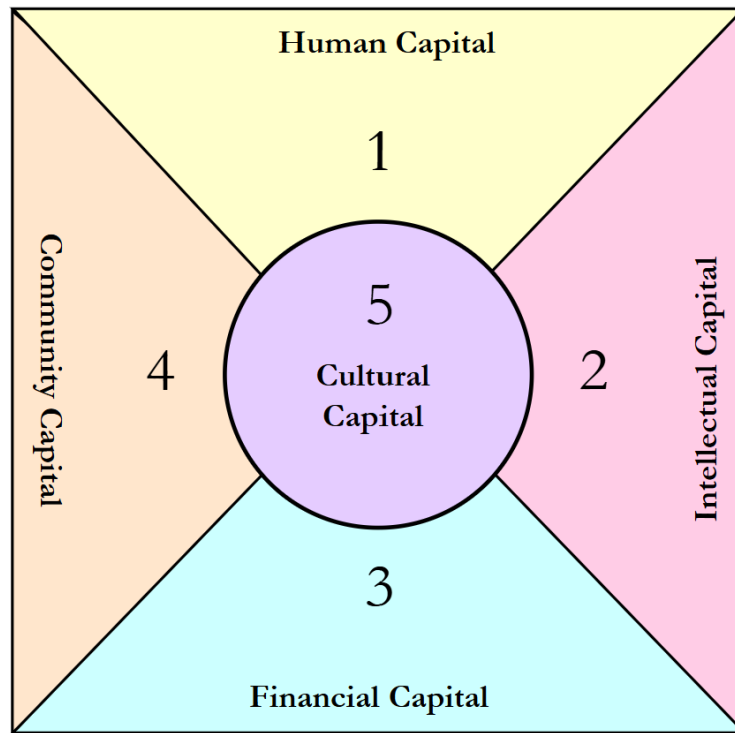 Human Capital
1
Community Capital
4
5
Cultural
Capital
2
Intellectual Capital
3
Financial Capital